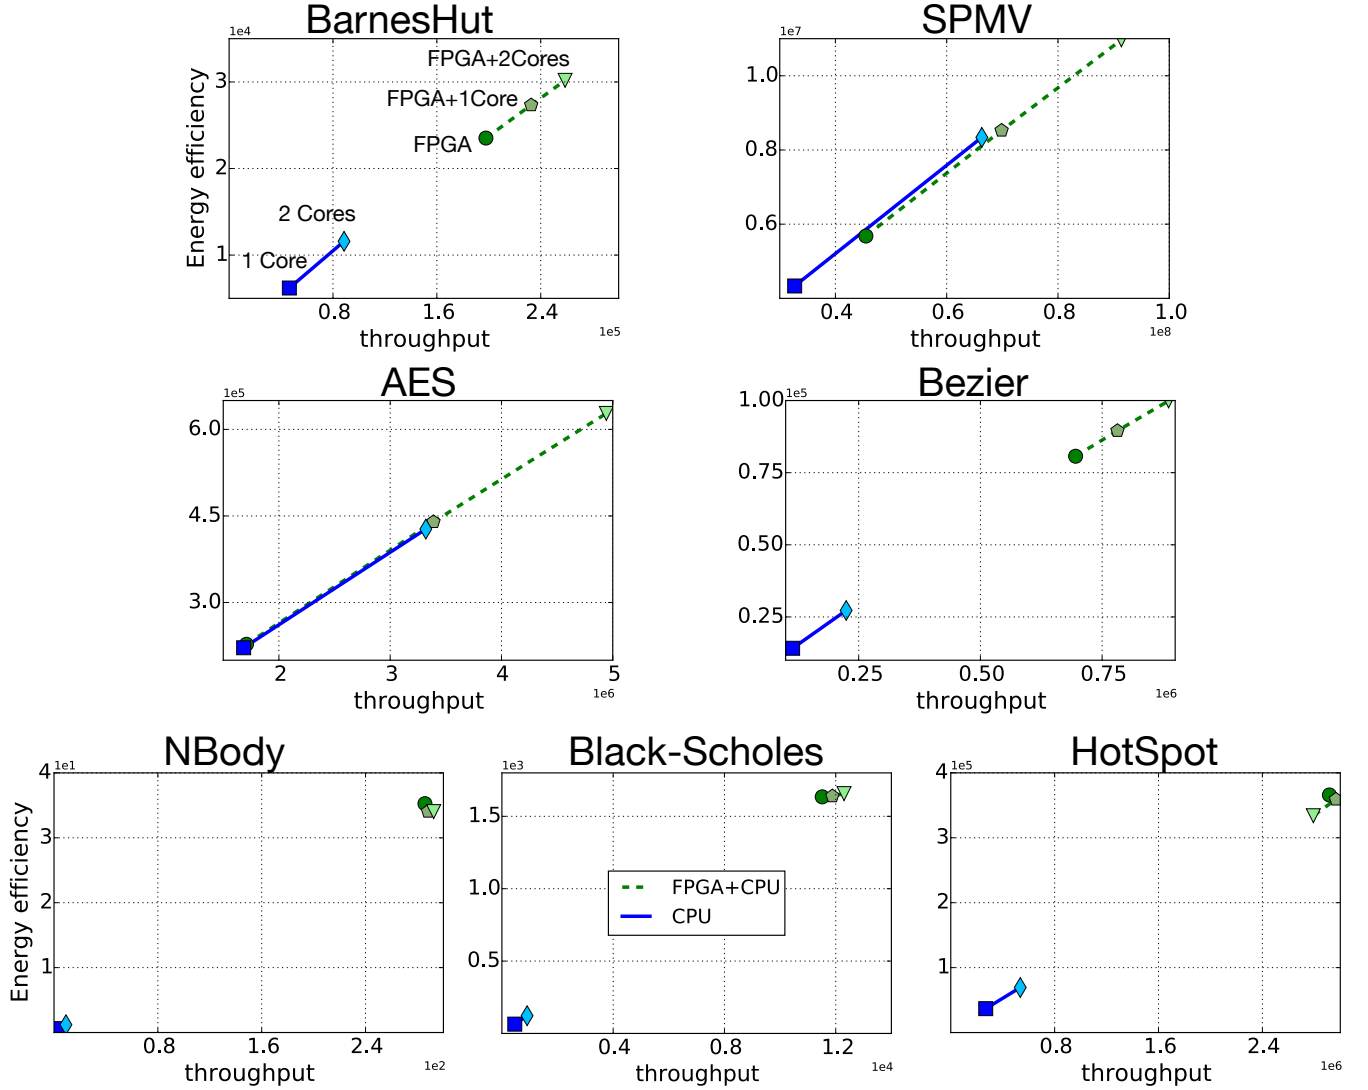 BarnesHut
1e4
FPGA+2Cores
3
FPGA+1Core
FPGA
2
2 Cores
1 Core
1
Energy efficiency
0.8 1.6 2.4
throughput 1e5
SPMV
1e7
1.0
0.8
0.6
0.4 0.6 0.8 1.0
throughput 1e8
AES
1e5
6.0
4.5
3.0
2 3 4 5
throughput 1e6
Bezier
1.00 1e5
0.75
0.50
0.25
0.25 0.50 0.75
throughput 1e6
NBody
4 1e1
3
2
1
Energy efficiency
0.8 1.6 2.4
throughput 1e2
Black-Scholes
1e3
1.5
1.0
0.5
FPGA+CPU
CPU
0.4 0.8 1.2
throughput 1e4
HotSpot
4 1e5
3
2
1
0.8 1.6 2.4
throughput 1e6